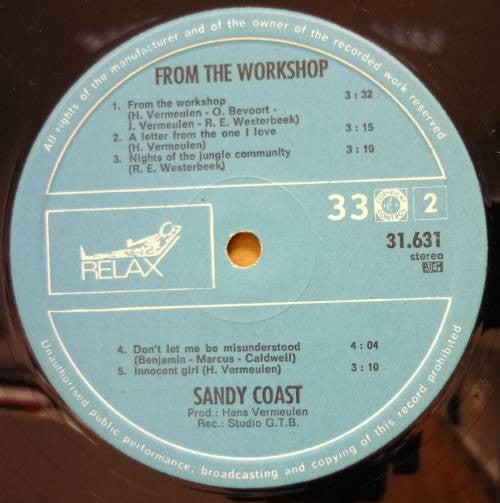 All rights of the manufacturer and of the owner of the recorded work reserved
FROM THE WORKSHOP
1. From the workshop 3 : 32
(H. Vermeulen - O. Bevoort -
J. Vermeulen - R. E. Westerbeek)
2. A letter from the one I love 3 : 15
(H. Vermeulen)
3. Nights of the jungle community 3 : 10
(R. E. Westerbeek)
33 2
RELAX
31.631
stereo
BIEM
4. Don't let me be misunderstood 4 : 04
(Benjamin - Marcus - Caldwell)
5. Innocent girl (H. Vermeulen) 3 : 10
SANDY COAST
Prod.: Hans Vermeulen
Rec.: Studio G.T.B.
Unauthorised public performance, broadcasting and copying of this record prohibited